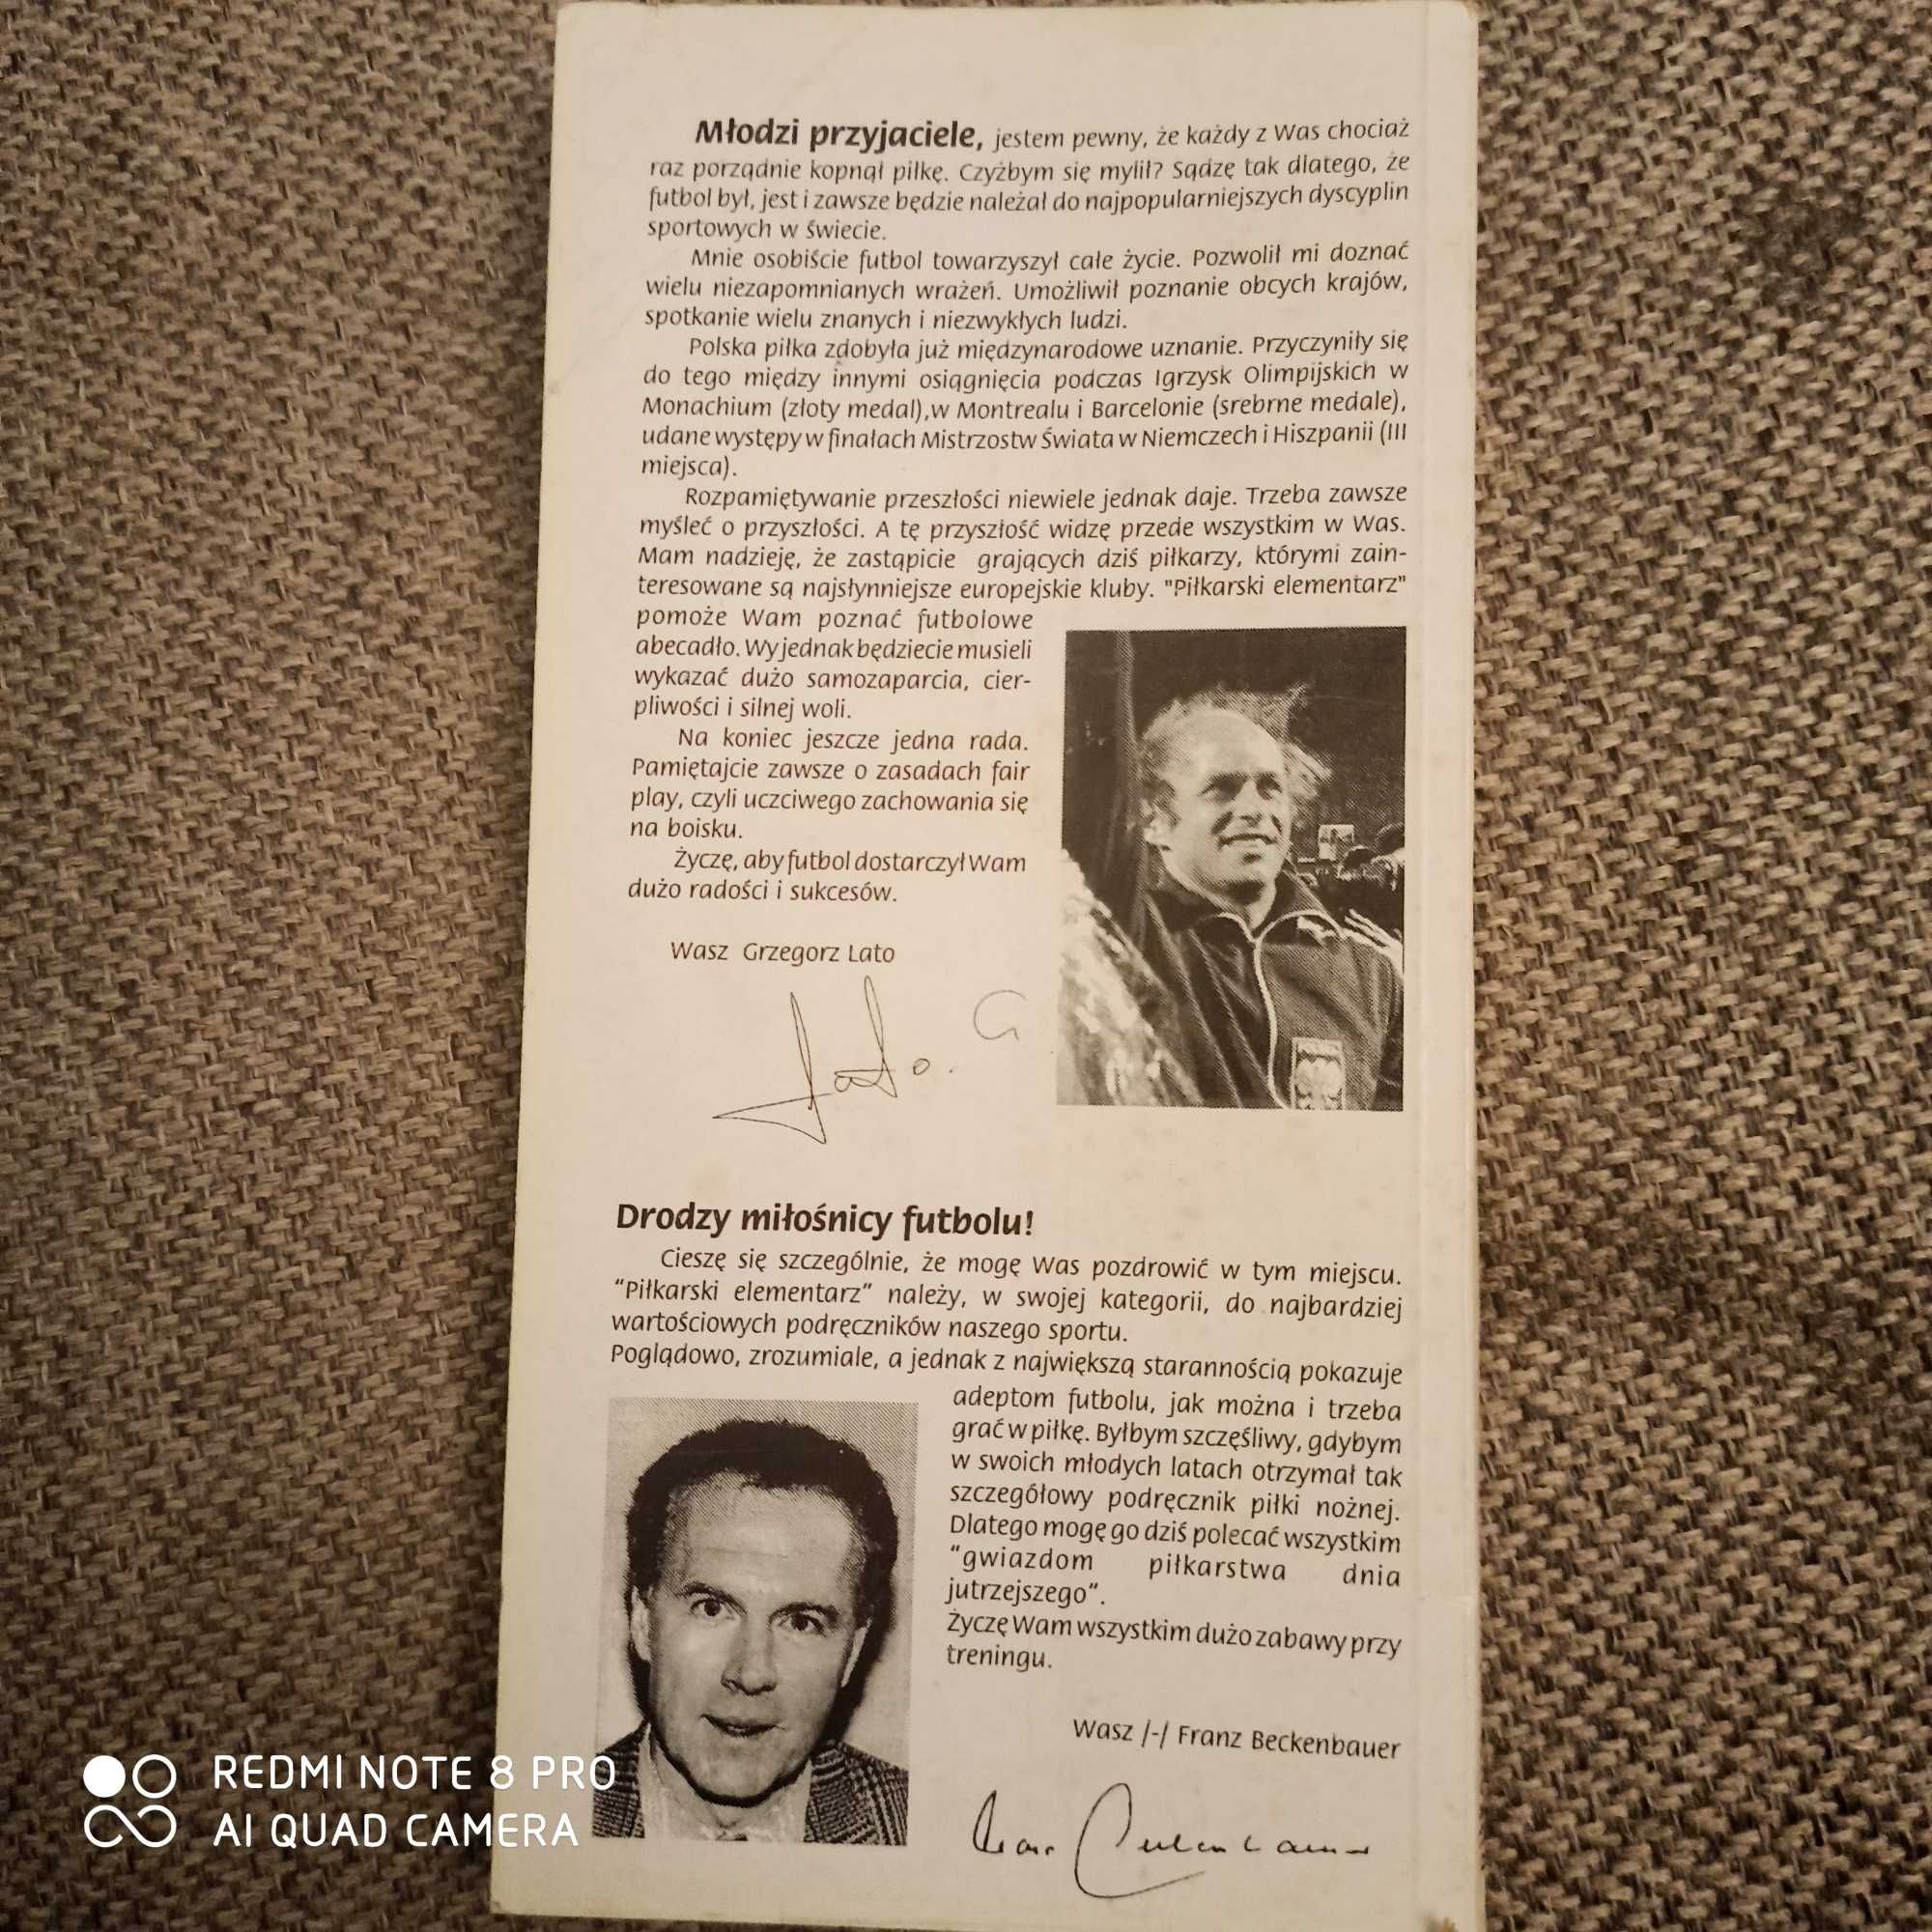 Młodzi przyjaciele, jestem pewny, że każdy z Was chociaż
raz porządnie kopnął piłkę. Czyżbym się mylił? Sądzę tak dlatego, że
futbol był, jest i zawsze będzie należał do najpopularniejszych dyscyplin
sportowych w świecie.
Mnie osobiście futbol towarzyszył całe życie. Pozwolił mi doznać
wielu niezapomnianych wrażeń. Umożliwił poznanie obcych krajów,
spotkanie wielu znanych i niezwykłych ludzi.
Polska piłka zdobyła już międzynarodowe uznanie. Przyczyniły się
do tego między innymi osiągnięcia podczas Igrzysk Olimpijskich w
Monachium (złoty medal),w Montrealu i Barcelonie (srebrne medale),
udane występy w finałach Mistrzostw Świata w Niemczech i Hiszpanii (III
miejsca).
Rozpamiętywanie przeszłości niewiele jednak daje. Trzeba zawsze
myśleć o przyszłości. A tę przyszłość widzę przede wszystkim w Was.
Mam nadzieję, że zastąpicie grających dziś piłkarzy, którymi zain-
teresowane są najsłynniejsze europejskie kluby. "Piłkarski elementarz"
pomoże Wam poznać futbolowe
abecadło. Wy jednak będziecie musieli
wykazać dużo samozaparcia, cier-
pliwości i silnej woli.
Na koniec jeszcze jedna rada.
Pamiętajcie zawsze o zasadach fair
play, czyli uczciwego zachowania się
na boisku.
Życzę, aby futbol dostarczył Wam
dużo radości i sukcesów.
Wasz Grzegorz Lato
Lato. G
Drodzy miłośnicy futbolu!
Cieszę się szczególnie, że mogę Was pozdrowić w tym miejscu.
"Piłkarski elementarz" należy, w swojej kategorii, do najbardziej
wartościowych podręczników naszego sportu.
Poglądowo, zrozumiale, a jednak z największą starannością pokazuje
adeptom futbolu, jak można i trzeba
grać w piłkę. Byłbym szczęśliwy, gdybym
w swoich młodych latach otrzymał tak
szczegółowy podręcznik piłki nożnej.
Dlatego mogę go dziś polecać wszystkim
"gwiazdom piłkarstwa dnia
jutrzejszego".
Życzę Wam wszystkim dużo zabawy przy
treningu.
Wasz /-/ Franz Beckenbauer
REDMI NOTE 8 PRO
AI QUAD CAMERA